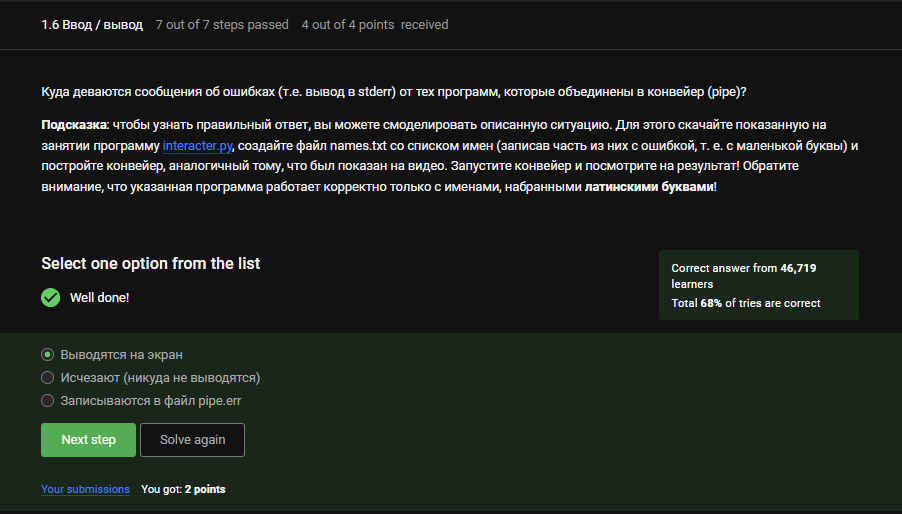 1.6 Ввод / вывод 7 out of 7 steps passed 4 out of 4 points received
Куда деваются сообщения об ошибках (т.е. вывод в stderr) от тех программ, которые объединены в конвейер (pipe)?
Подсказка: чтобы узнать правильный ответ, вы можете смоделировать описанную ситуацию. Для этого скачайте показанную на
занятии программу interacter.py, создайте файл names.txt со списком имен (записав часть из них с ошибкой, т. е. с маленькой буквы) и
постройте конвейер, аналогичный тому, что был показан на видео. Запустите конвейер и посмотрите на результат! Обратите
внимание, что указанная программа работает корректно только с именами, набранными латинскими буквами!
Select one option from the list
Well done!
Correct answer from 46,719
learners
Total 68% of tries are correct
Выводятся на экран
Исчезают (никуда не выводятся)
Записываются в файл pipe.err
Next step Solve again
Your submissions You got: 2 points